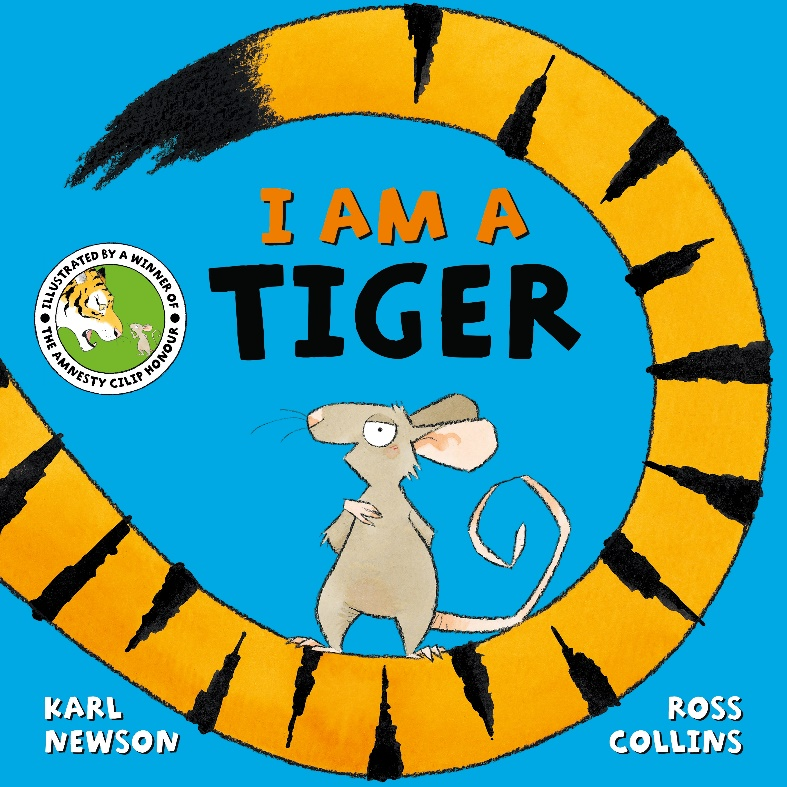 I AM A
TIGER
ILLUSTRATED BY A WINNER OF
THE AMNESTY CILIP HONOUR
KARL
NEWSON
ROSS
COLLINS